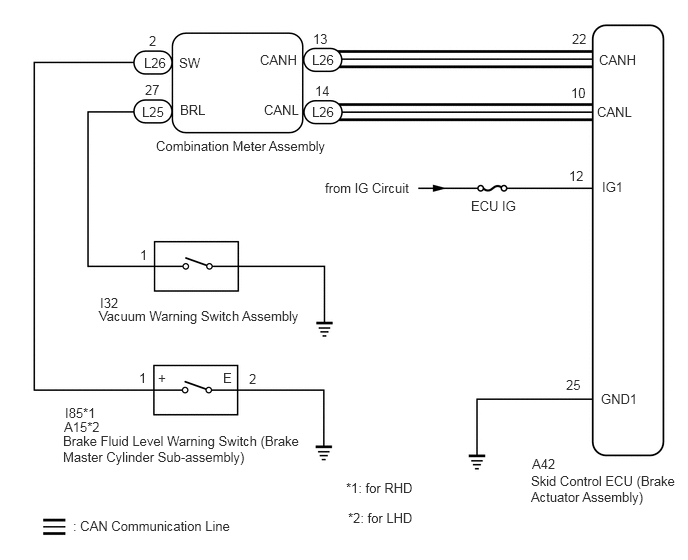 2
L26
SW
27
L25
BRL
CANH
13
L26
CANL
14
L26
Combination Meter Assembly
22
CANH
10
CANL
from IG Circuit
ECU IG
12
IG1
1
I32
Vacuum Warning Switch Assembly
1
+
E
2
I85*1
A15*2
Brake Fluid Level Warning Switch (Brake
Master Cylinder Sub-assembly)
25
GND1
A42
Skid Control ECU (Brake
Actuator Assembly)
*1: for RHD
*2: for LHD
: CAN Communication Line